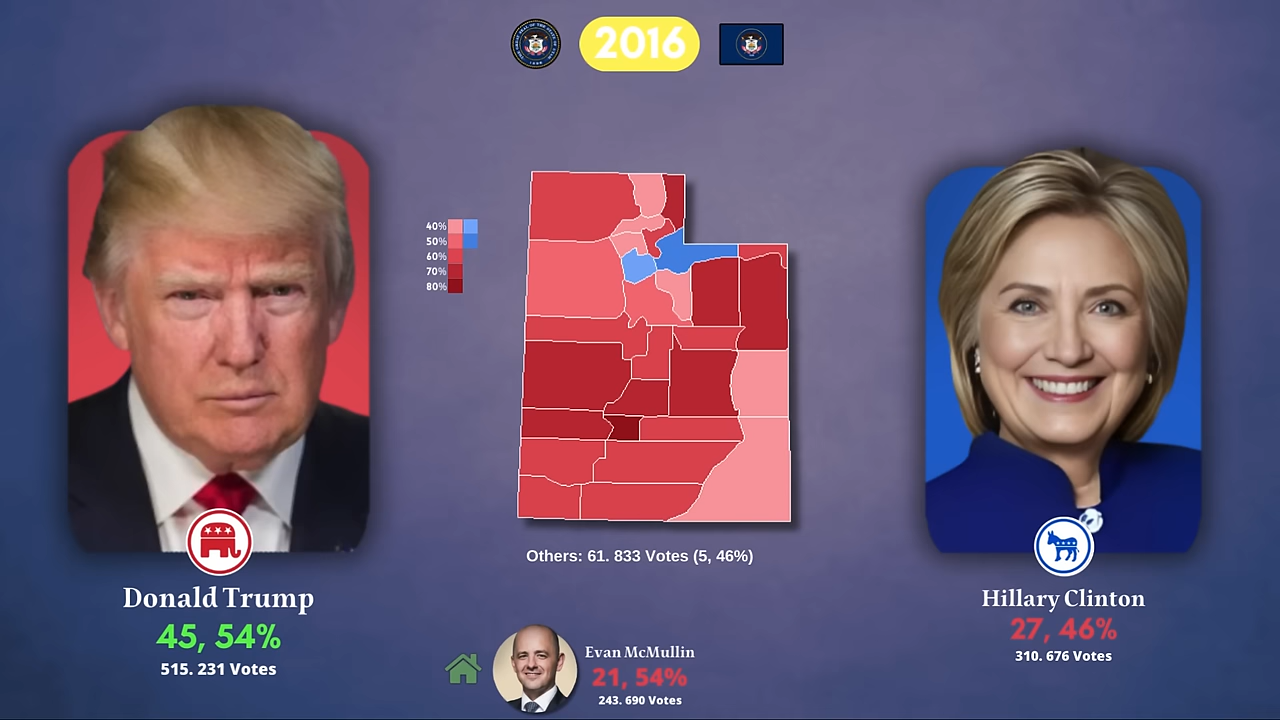 2016
40%
50%
60%
70%
80%
Others: 61. 833 Votes (5, 46%)
Donald Trump
45, 54%
515. 231 Votes
Hillary Clinton
27, 46%
310. 676 Votes
Evan McMullin
21, 54%
243. 690 Votes